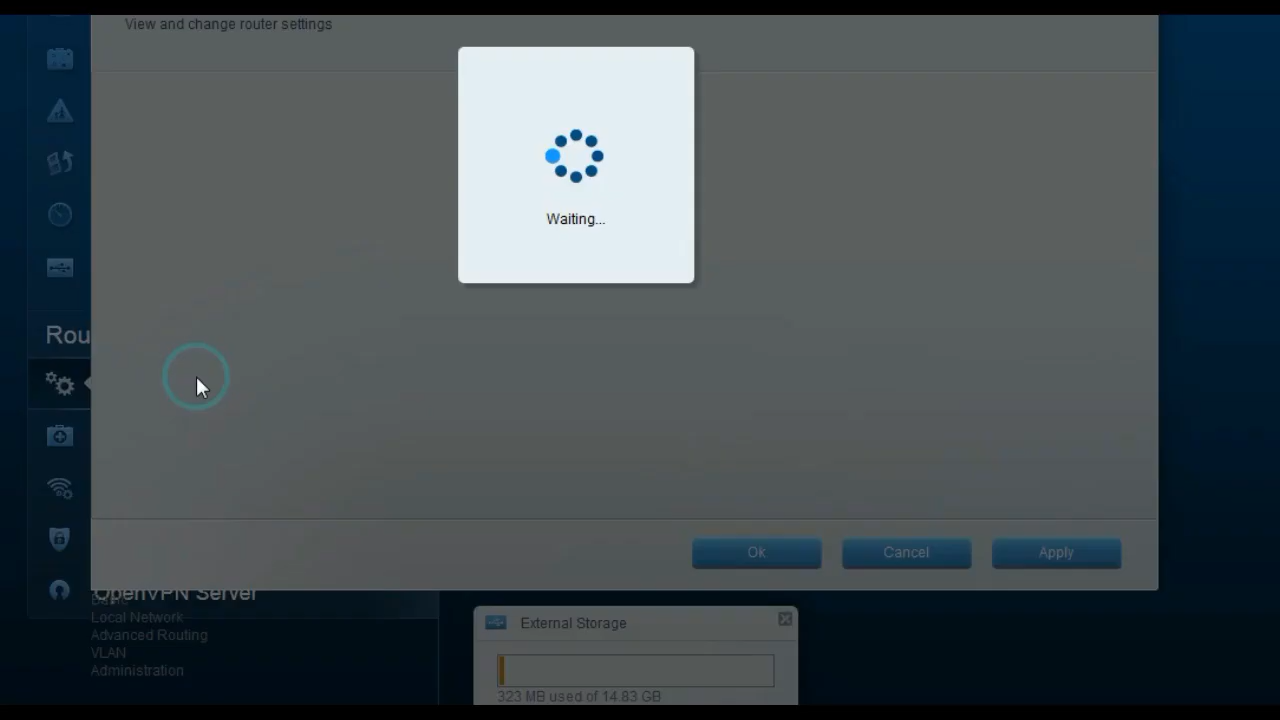 View and change router settings
Waiting...
Rou
Ok
Cancel
Apply
OpenVPN Server
Basic
Local Network
Advanced Routing
VLAN
Administration
External Storage
323 MB used of 14.83 GB